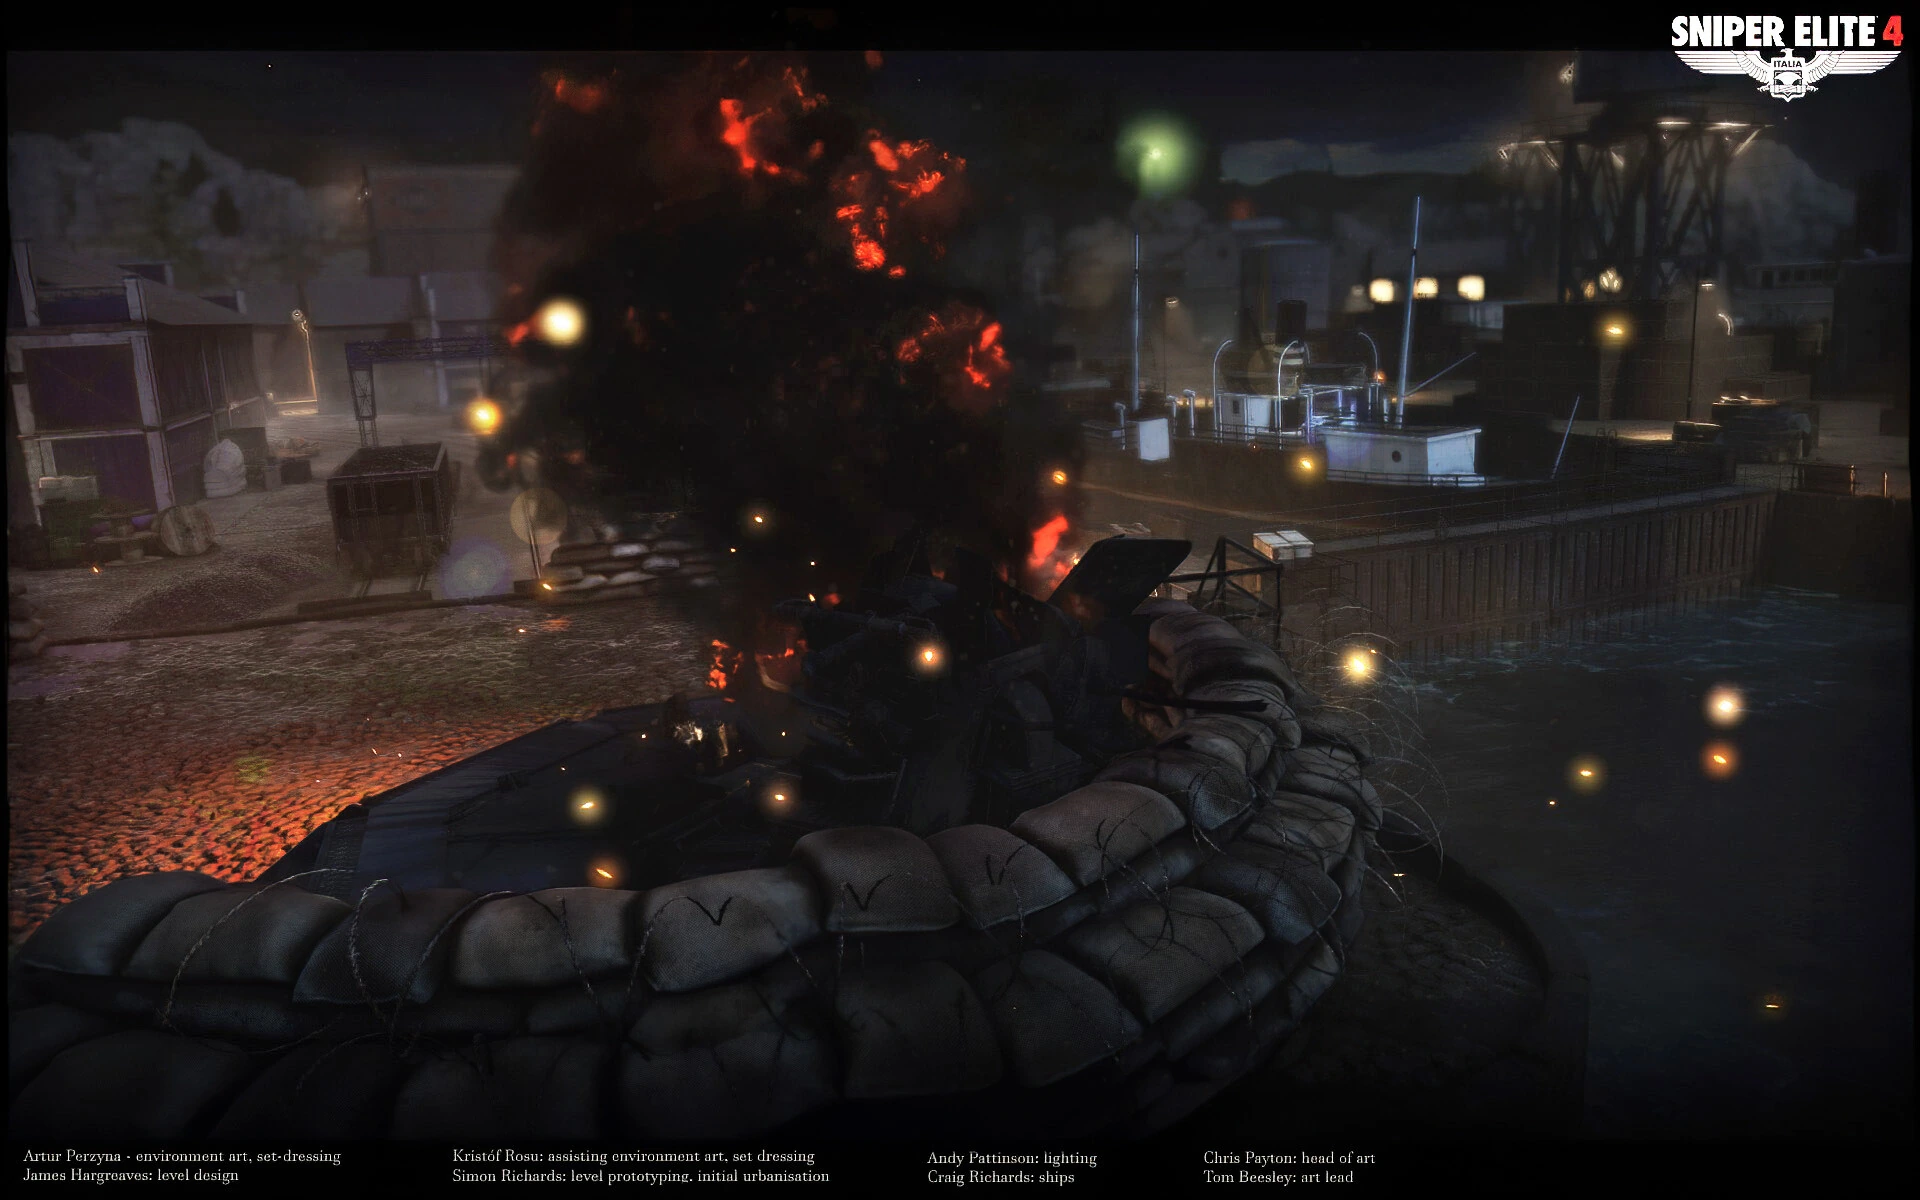 SNIPER ELITE 4
ITALIA
Artur Perzyna - environment art, set-dressing
James Hargreaves: level design
Kristóf Rosu: assisting environment art, set dressing
Simon Richards: level prototyping. initial urbanisation
Andy Pattinson: lighting
Craig Richards: ships
Chris Payton: head of art
Tom Beesley: art lead